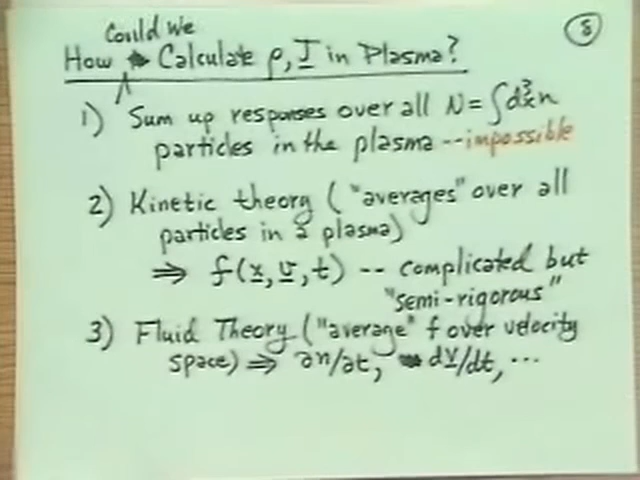 Could We
How Calculate ρ, J in Plasma?
8
1) Sum up responses over all N = ∫d³x n
particles in the plasma -- impossible
2) Kinetic theory ("averages" over all
particles in a plasma)
⇒ f(x, v, t) -- complicated but
"semi-rigorous"
3) Fluid Theory ("average" f over velocity
space) ⇒ ∂n/∂t, dV/dt, ...